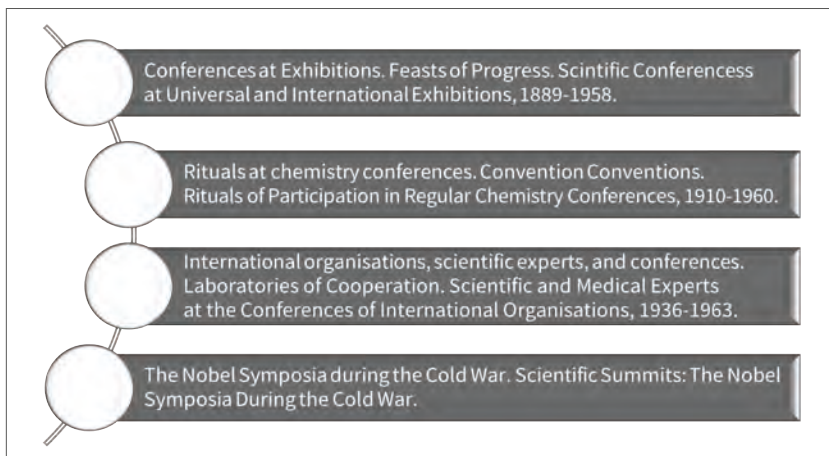 Conferences at Exhibitions. Feasts of Progress. Scintific Conferencess
at Universal and International Exhibitions, 1889-1958.
Rituals at chemistry conferences. Convention Conventions.
Rituals of Participation in Regular Chemistry Conferences, 1910-1960.
International organisations, scientific experts, and conferences.
Laboratories of Cooperation. Scientific and Medical Experts
at the Conferences of International Organisations, 1936-1963.
The Nobel Symposia during the Cold War. Scientific Summits: The Nobel
Symposia During the Cold War.